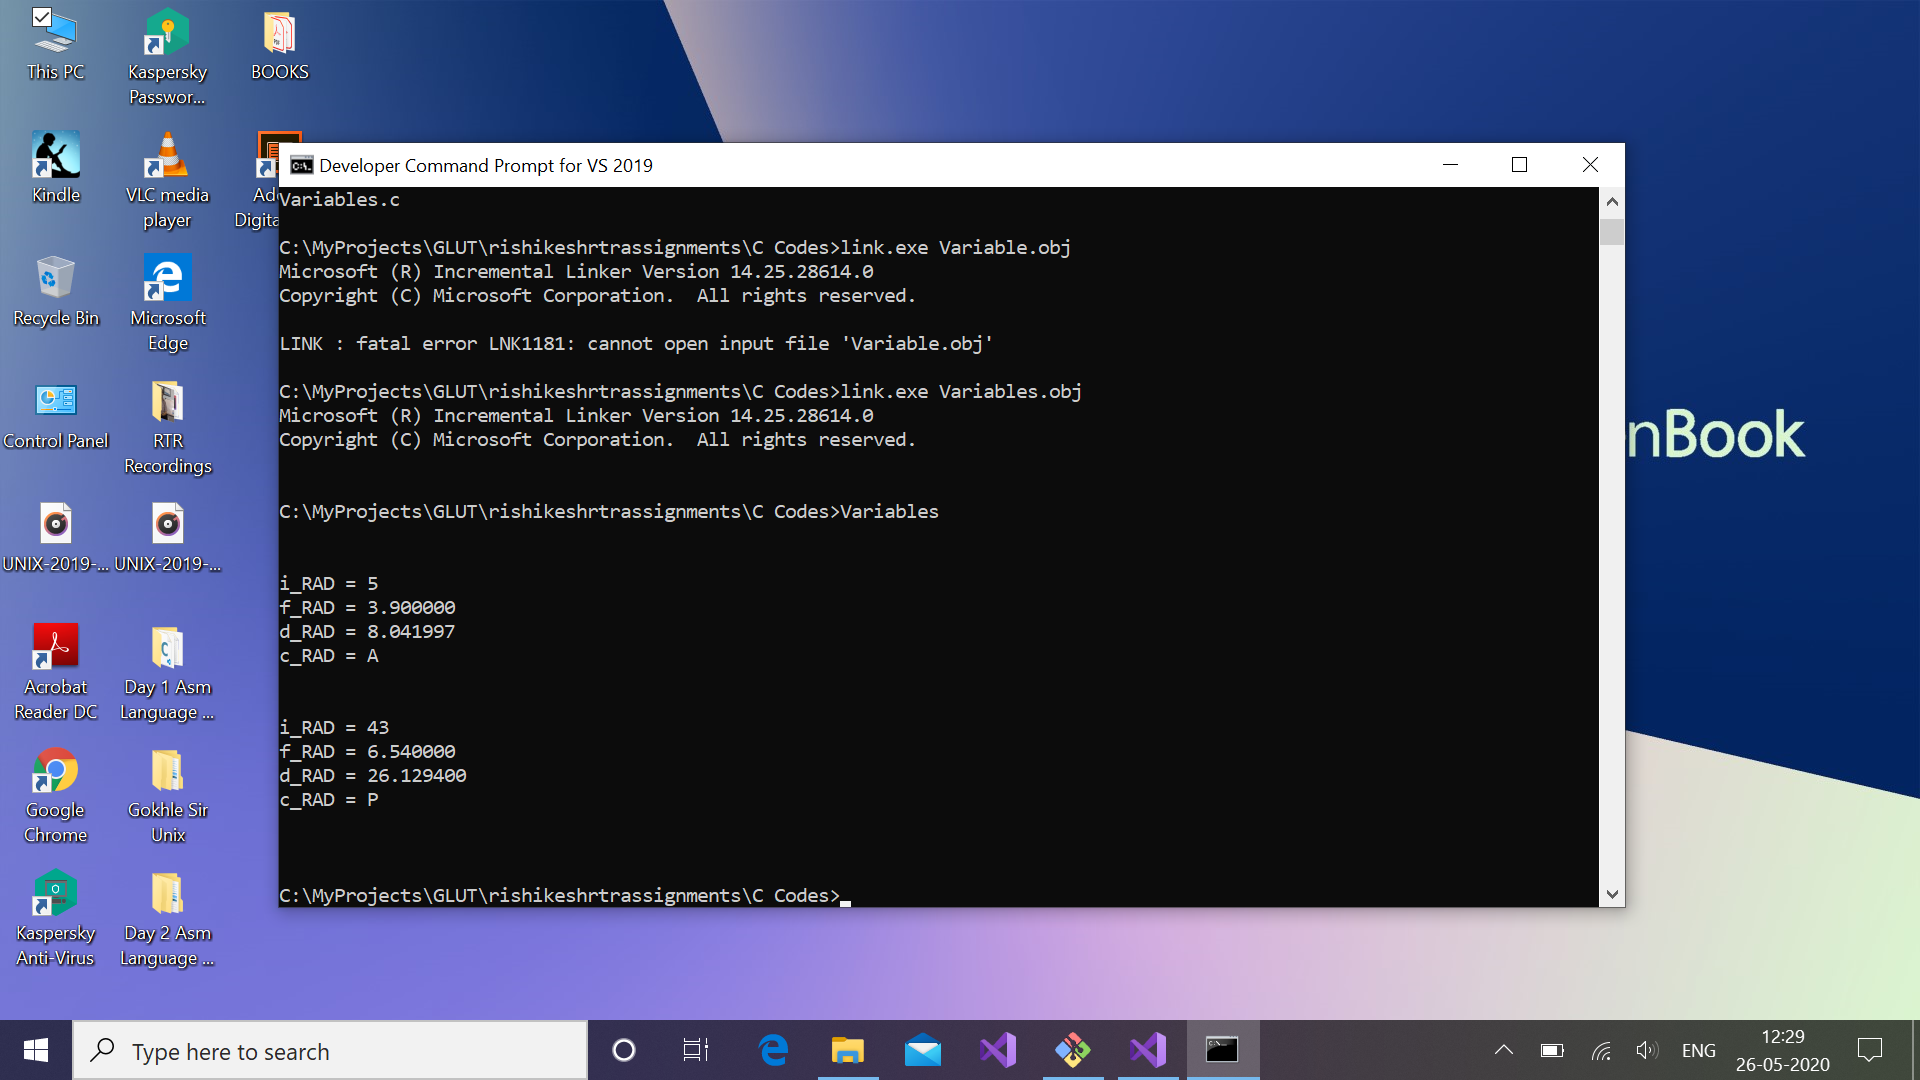 This PC
Kaspersky
Passwor...
BOOKS
Kindle
VLC media
player
Recycle Bin
Microsoft
Edge
Control Panel
RTR
Recordings
UNIX-2019-...
UNIX-2019-...
Acrobat
Reader DC
Day 1 Asm
Language ...
Google
Chrome
Gokhle Sir
Unix
Kaspersky
Anti-Virus
Day 2 Asm
Language ...
Developer Command Prompt for VS 2019
Variables.c
C:\MyProjects\GLUT\rishikeshrtrassignments\C Codes>link.exe Variable.obj
Microsoft (R) Incremental Linker Version 14.25.28614.0
Copyright (C) Microsoft Corporation.  All rights reserved.
LINK : fatal error LNK1181: cannot open input file 'Variable.obj'
C:\MyProjects\GLUT\rishikeshrtrassignments\C Codes>link.exe Variables.obj
Microsoft (R) Incremental Linker Version 14.25.28614.0
Copyright (C) Microsoft Corporation.  All rights reserved.
C:\MyProjects\GLUT\rishikeshrtrassignments\C Codes>Variables
i_RAD = 5
f_RAD = 3.900000
d_RAD = 8.041997
c_RAD = A
i_RAD = 43
f_RAD = 6.540000
d_RAD = 26.129400
c_RAD = P
C:\MyProjects\GLUT\rishikeshrtrassignments\C Codes>
nBook
Type here to search
ENG
12:29
26-05-2020